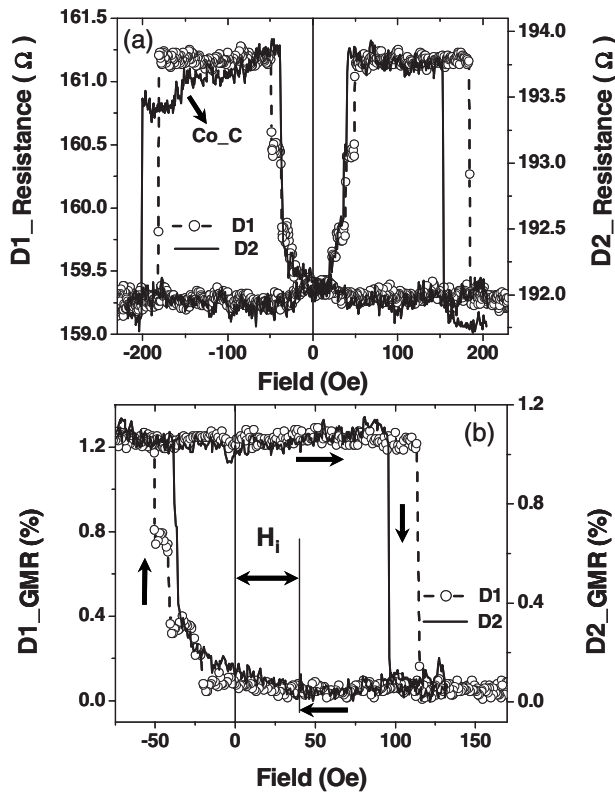 (a)
161.5
161.0
160.5
160.0
159.5
159.0
D1_Resistance ( Ω )
194.0
193.5
193.0
192.5
192.0
D2_Resistance ( Ω )
Co_C
D1
D2
-200 -100 0 100 200
Field (Oe)
(b)
1.2
0.8
0.4
0.0
D1_GMR (%)
1.2
0.8
0.4
0.0
D2_GMR (%)
Hi
D1
D2
-50 0 50 100 150
Field (Oe)